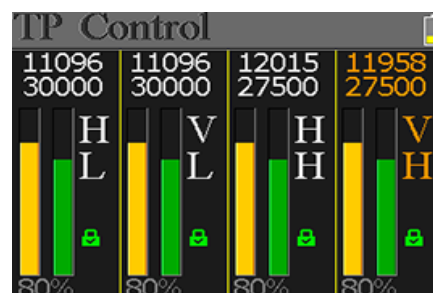 TP Control
11096 11096 12015 11958
30000 30000 27500 27500
H V H V
L L H H
80% 80% 80% 80%